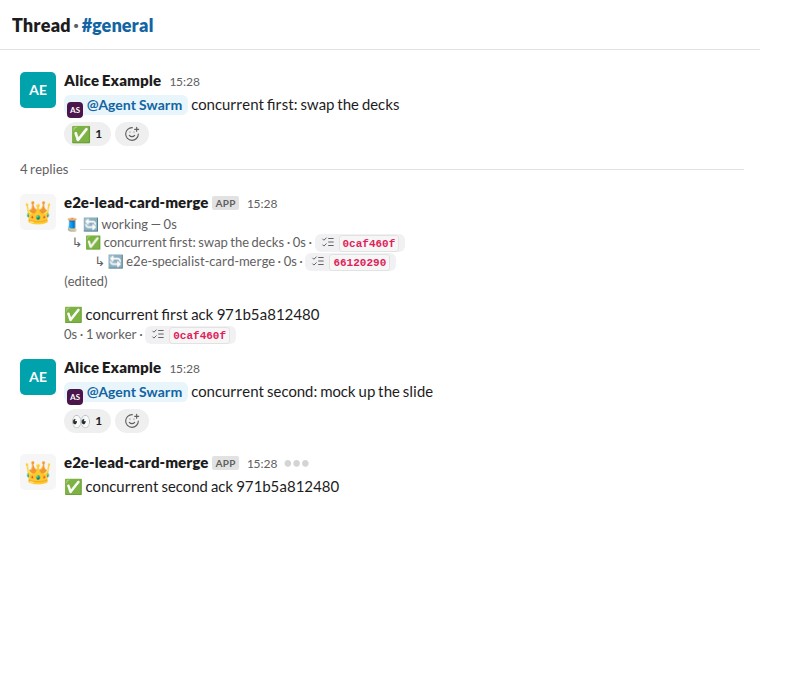 Thread • #general
AE
Alice Example 15:28
AS @Agent Swarm concurrent first: swap the decks
✅ 1
4 replies
e2e-lead-card-merge APP 15:28
🧵 🔄 working — 0s
↳ ✅ concurrent first: swap the decks · 0s · 0caf460f
↳ 🔄 e2e-specialist-card-merge · 0s · 66120290
(edited)
✅ concurrent first ack 971b5a812480
0s · 1 worker · 0caf460f
AE
Alice Example 15:28
AS @Agent Swarm concurrent second: mock up the slide
👀 1
e2e-lead-card-merge APP 15:28
✅ concurrent second ack 971b5a812480